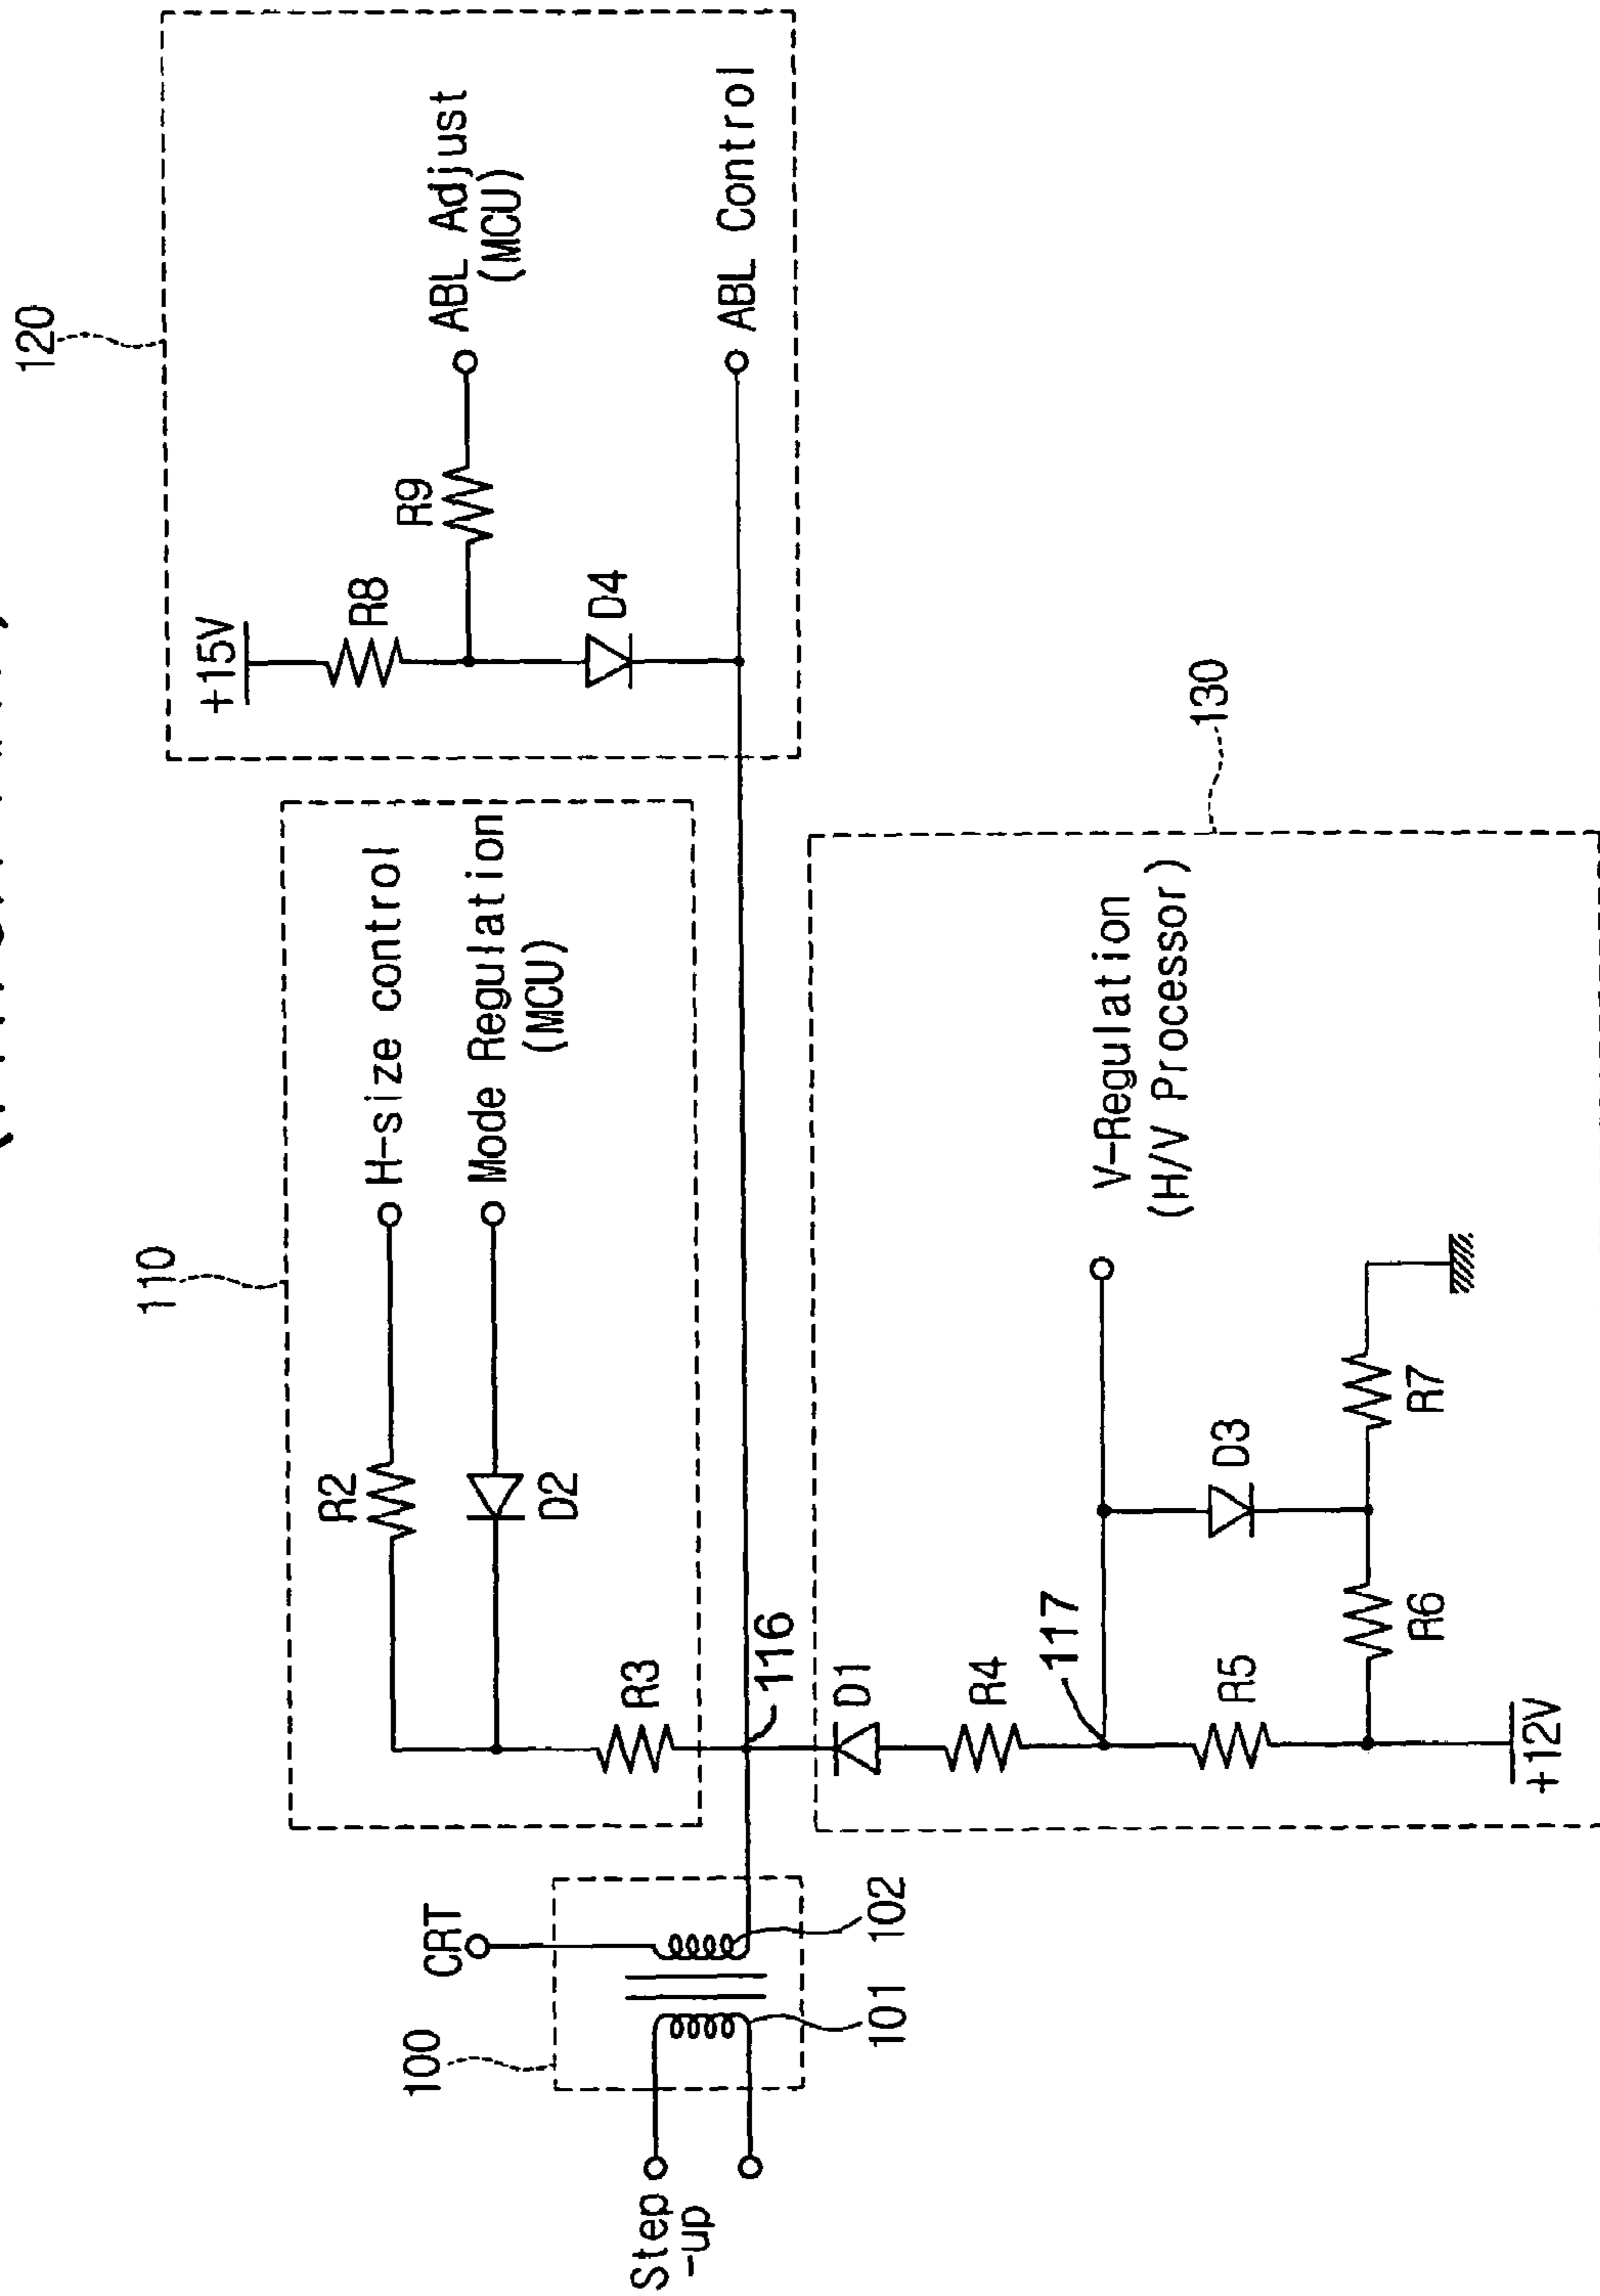 120
+15V
R8
R9
ABL Adjust
(MCU)
D4
ABL Control
110
R2
H-size control
D2
Mode Regulation
(MCU)
R3
116
CRT
100
101
102
Step
-up
D1
130
R4
117
V-Regulation
(H/V Processor)
R5
D3
R6
R7
+12V